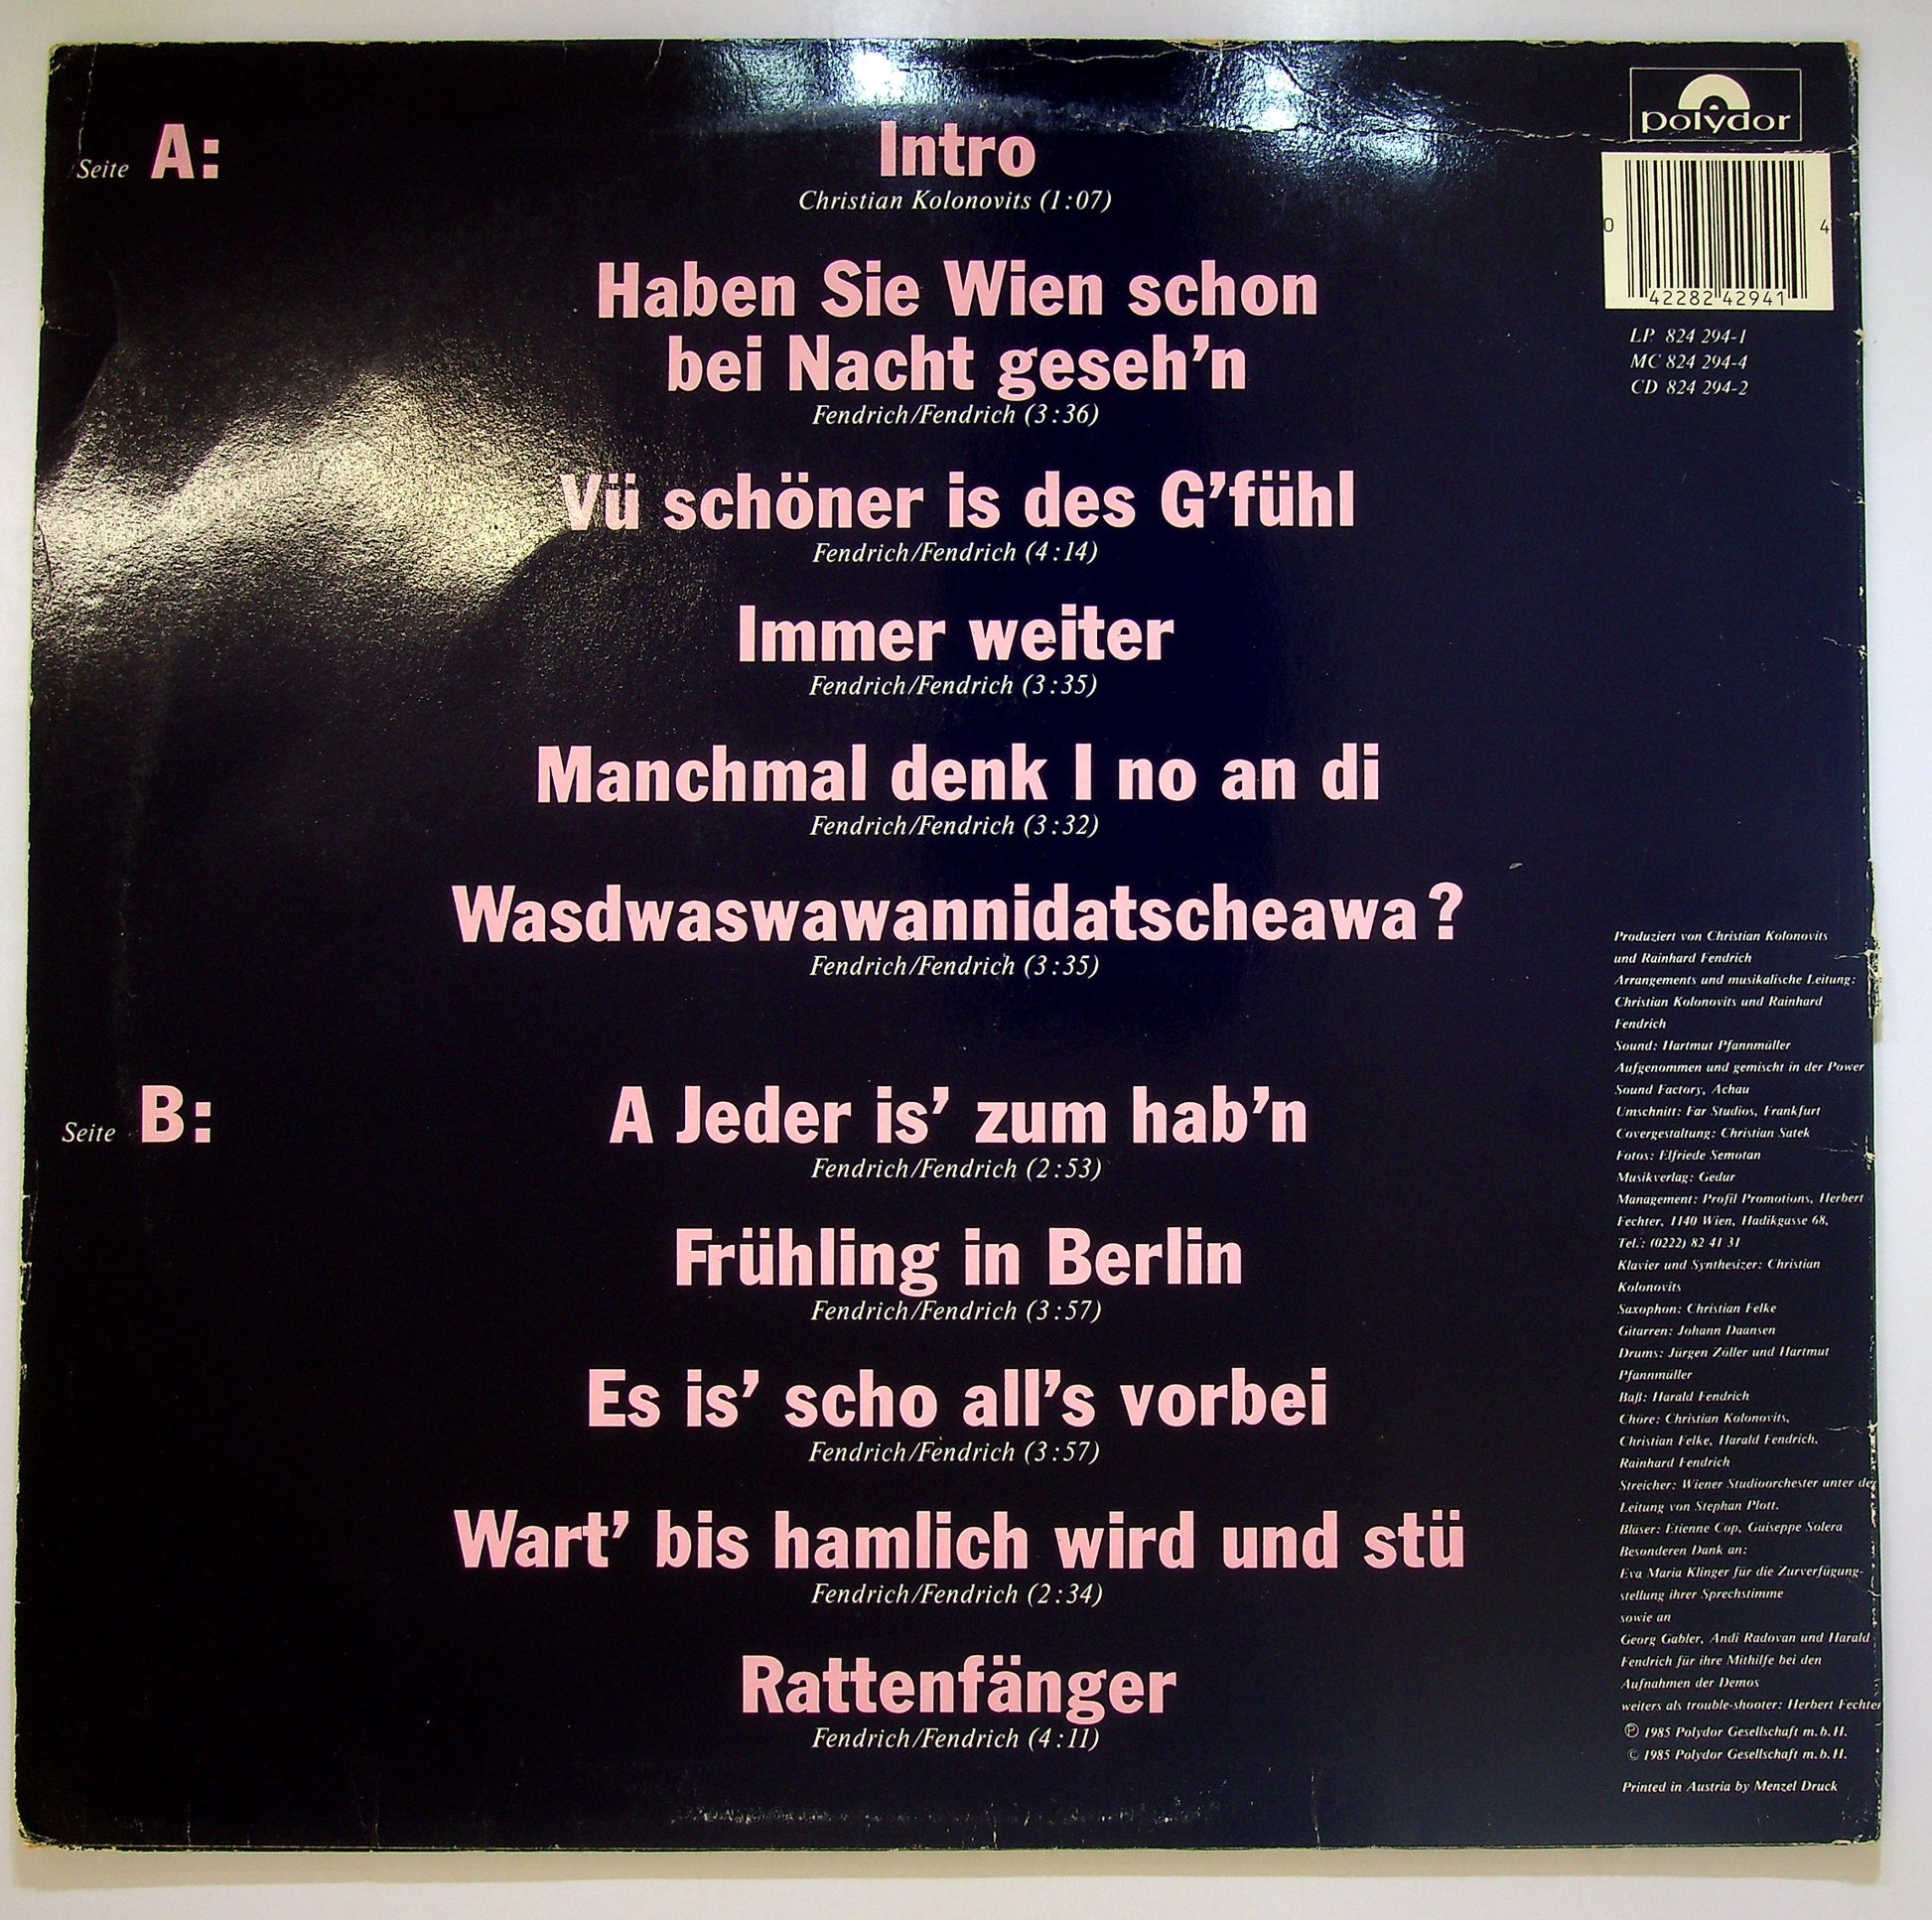 polydor
Seite A:
Intro
Christian Kolonovits (1:07)
Haben Sie Wien schon
bei Nacht geseh'n
Fendrich/Fendrich (3:36)
Vü schöner is des G'fühl
Fendrich/Fendrich (4:14)
Immer weiter
Fendrich/Fendrich (3:35)
Manchmal denk I no an di
Fendrich/Fendrich (3:32)
Wasdwaswawannidatscheawa?
Fendrich/Fendrich (3:35)
Seite B:
A Jeder is' zum hab'n
Fendrich/Fendrich (2:53)
Frühling in Berlin
Fendrich/Fendrich (3:57)
Es is' scho all's vorbei
Fendrich/Fendrich (3:57)
Wart' bis hamlich wird und stü
Fendrich/Fendrich (2:34)
Rattenfänger
Fendrich/Fendrich (4:11)
0 42282 42941 4
LP 824 294-1
MC 824 294-4
CD 824 294-2
Produziert von Christian Kolonovits
und Rainhard Fendrich
Arrangements und musikalische Leitung:
Christian Kolonovits und Rainhard
Fendrich
Sound: Hartmut Pfannmüller
Aufgenommen und gemischt in der Power
Sound Factory, Achau
Umschnitt: Far Studios, Frankfurt
Covergestaltung: Christian Satek
Fotos: Elfriede Semotan
Musikverlag: Gedur
Management: Profil Promotions, Herbert
Fechter, 1140 Wien, Hadikgasse 68,
Tel.: (0222) 82 41 31
Klavier und Synthesizer: Christian
Kolonovits
Saxophon: Christian Felke
Gitarren: Johann Daansen
Drums: Jürgen Zöller und Hartmut
Pfannmüller
Baß: Harald Fendrich
Chöre: Christian Kolonovits,
Christian Felke, Harald Fendrich,
Rainhard Fendrich
Streicher: Wiener Studioorchester unter der
Leitung von Stephan Plott.
Bläser: Etienne Cop, Guiseppe Solera
Besonderen Dank an:
Eva Maria Klinger für die Zurverfügung-
stellung ihrer Sprechstimme
sowie an
Georg Gabler, Andi Radovan und Harald
Fendrich für ihre Mithilfe bei den
Aufnahmen der Demos
weiters als trouble-shooter: Herbert Fechter
℗ 1985 Polydor Gesellschaft m.b.H.
© 1985 Polydor Gesellschaft m.b.H.
Printed in Austria by Menzel Druck